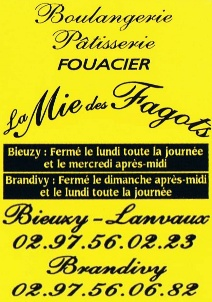 Boulangerie
Pâtisserie
FOUACIER
La Mie des Fagots
Bieuzy : Fermé le lundi toute la journée
et le mercredi après-midi
Brandivy : Fermé le dimanche après-midi
et le lundi toute la journée
Bieuzy - Lanvaux
02.97.56.02.23
Brandivy
02.97.56.06.82